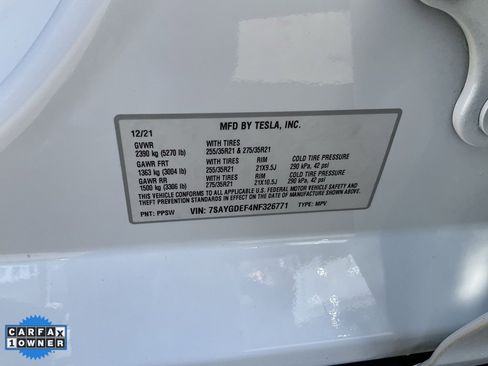 MFD BY TESLA, INC.
12/21
GVWR WITH TIRES
2390 kg (5270 lb) 255/35R21 & 275/35R21
GAWR FRT WITH TIRES RIM COLD TIRE PRESSURE
1363 kg (3004 lb) 255/35R21 21X9.5J 290 kPa, 42 psi
GAWR RR WITH TIRES RIM COLD TIRE PRESSURE
1500 kg (3306 lb) 275/35R21 21X10.5J 290 kPa, 42 psi
THIS VEHICLE CONFORMS TO ALL APPLICABLE U.S. FEDERAL MOTOR VEHICLE SAFETY AND
THEFT PREVENTION STANDARDS IN EFFECT ON THE DATE OF MANUFACTURE SHOWN ABOVE.
PNT: PPSW VIN: 7SAYGDEF4NF326771 TYPE: MPV
CARFAX
1 OWNER